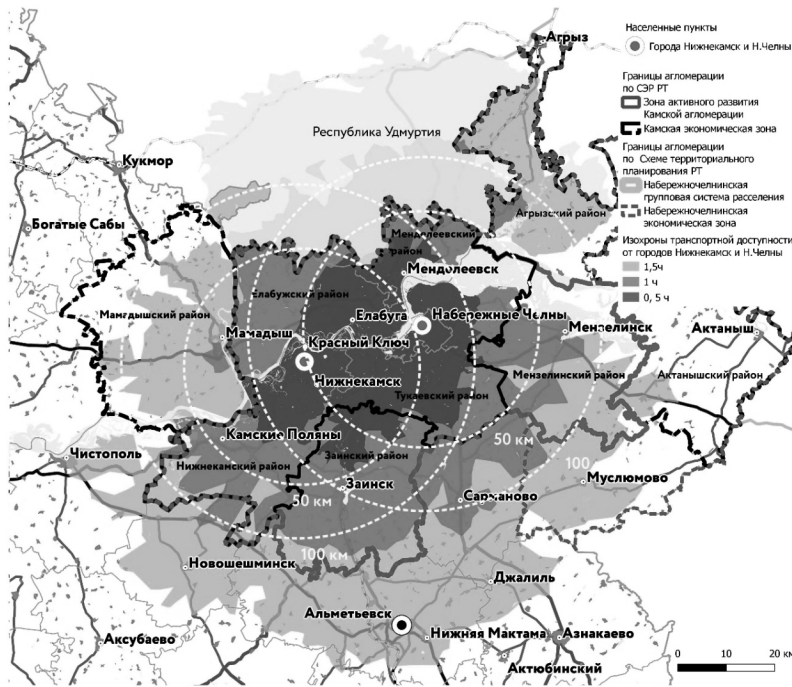 Населенные пункты
Города Нижнекамск и Н.Челны
Границы агломерации
по СЭР РТ
Зона активного развития
Камской агломерации
Камская экономическая зона
Границы агломерации
по Схеме территориального
планирования РТ
Набережночелнинская
групповая система расселения
Набережночелнинская
экономическая зона
Изохроны транспортной доступности
от городов Нижнекамск и Н.Челны
1,5ч
1 ч
0, 5 ч
Агрыз
Республика Удмуртия
Кукмор
Богатые Сабы
Агрызский район
Менделеевский
район
Менделеевск
Елабужский район
Мамадышский район
Елабуга
Набережные Челны
Мамадыш
Мензелинск
Актаныш
Красный Ключ
Нижнекамск
Мензелинский район
Актанышский район
Тукаевский район
Камские Поляны
50 км
Чистополь
Нижнекамский район
Заинский район
100
Муслюмово
Заинск
Сарманово
50 км
100 км
Новошешминск
Джалиль
Альметьевск
Аксубаево
Нижняя Мактама
Азнакаево
Актюбинский
0 10 20 км